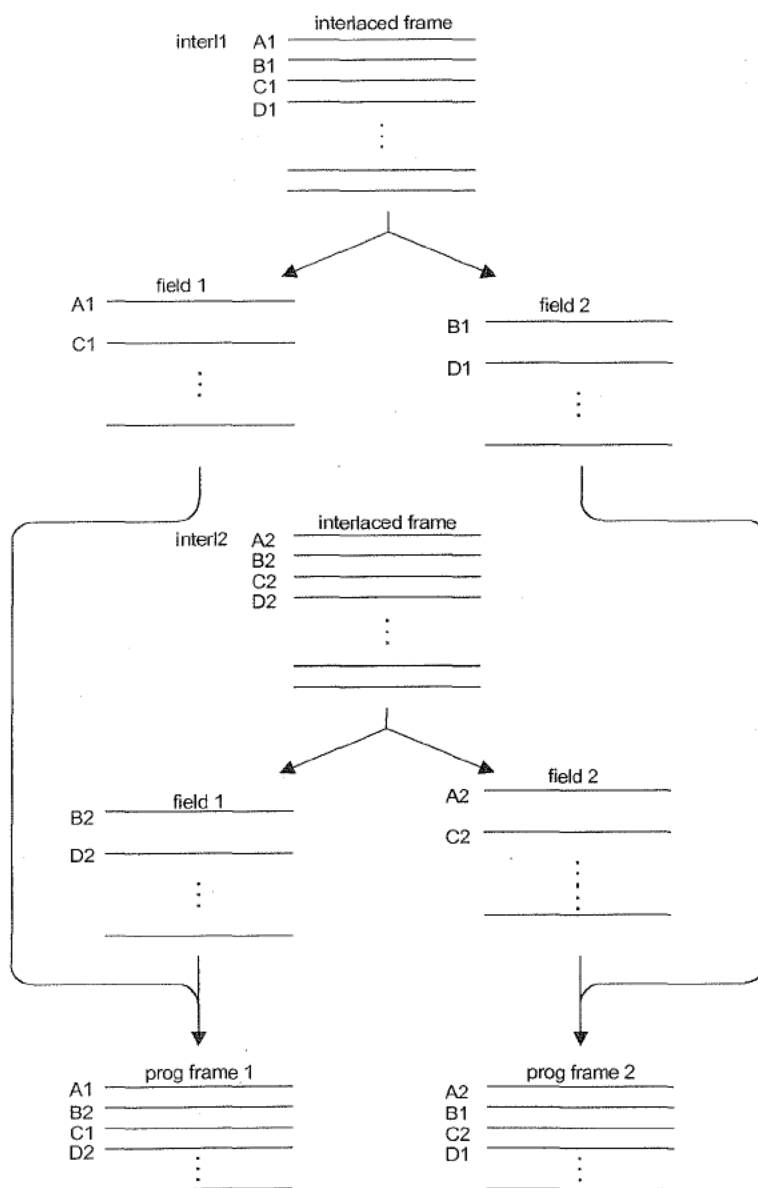 interlaced frame
interl1 A1
B1
C1
D1
field 1
A1
C1
field 2
B1
D1
interlaced frame
interl2 A2
B2
C2
D2
field 1
B2
D2
field 2
A2
C2
prog frame 1
A1
B2
C1
D2
prog frame 2
A2
B1
C2
D1